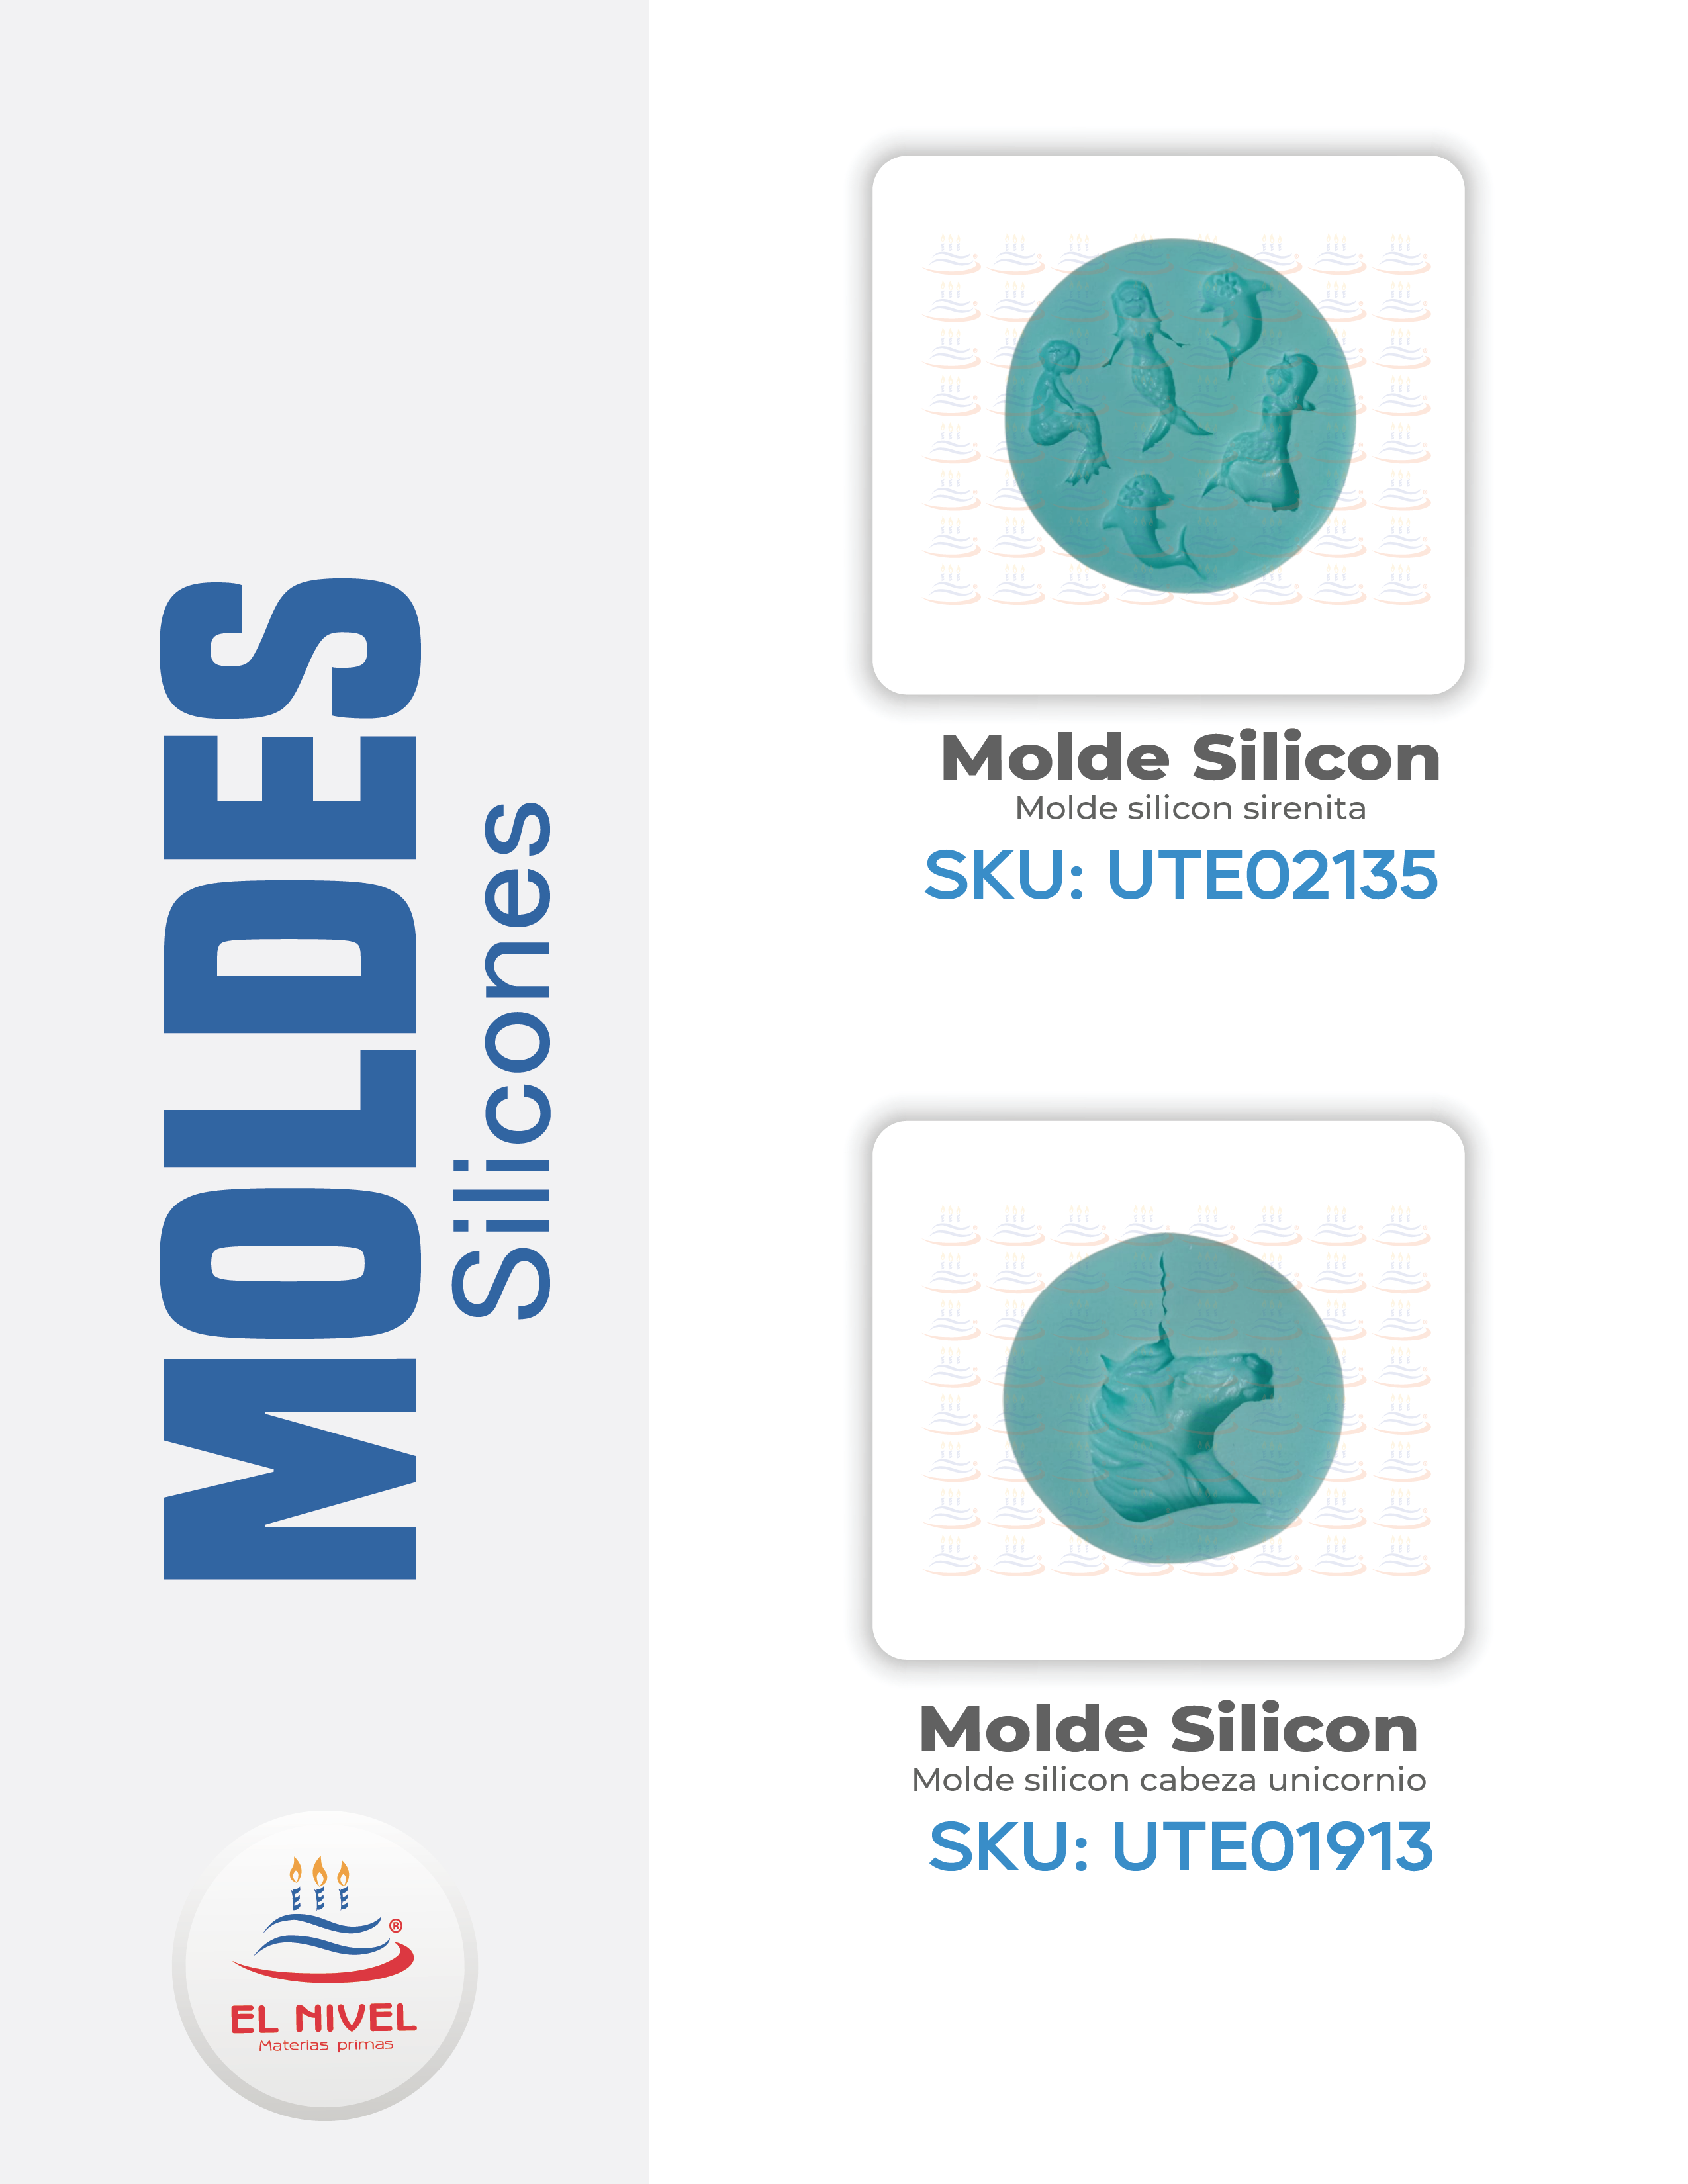 MOLDES
Silicones
Molde Silicon
Molde silicon sirenita
SKU: UTE02135
Molde Silicon
Molde silicon cabeza unicornio
SKU: UTE01913
®
EL NIVEL
Materias primas